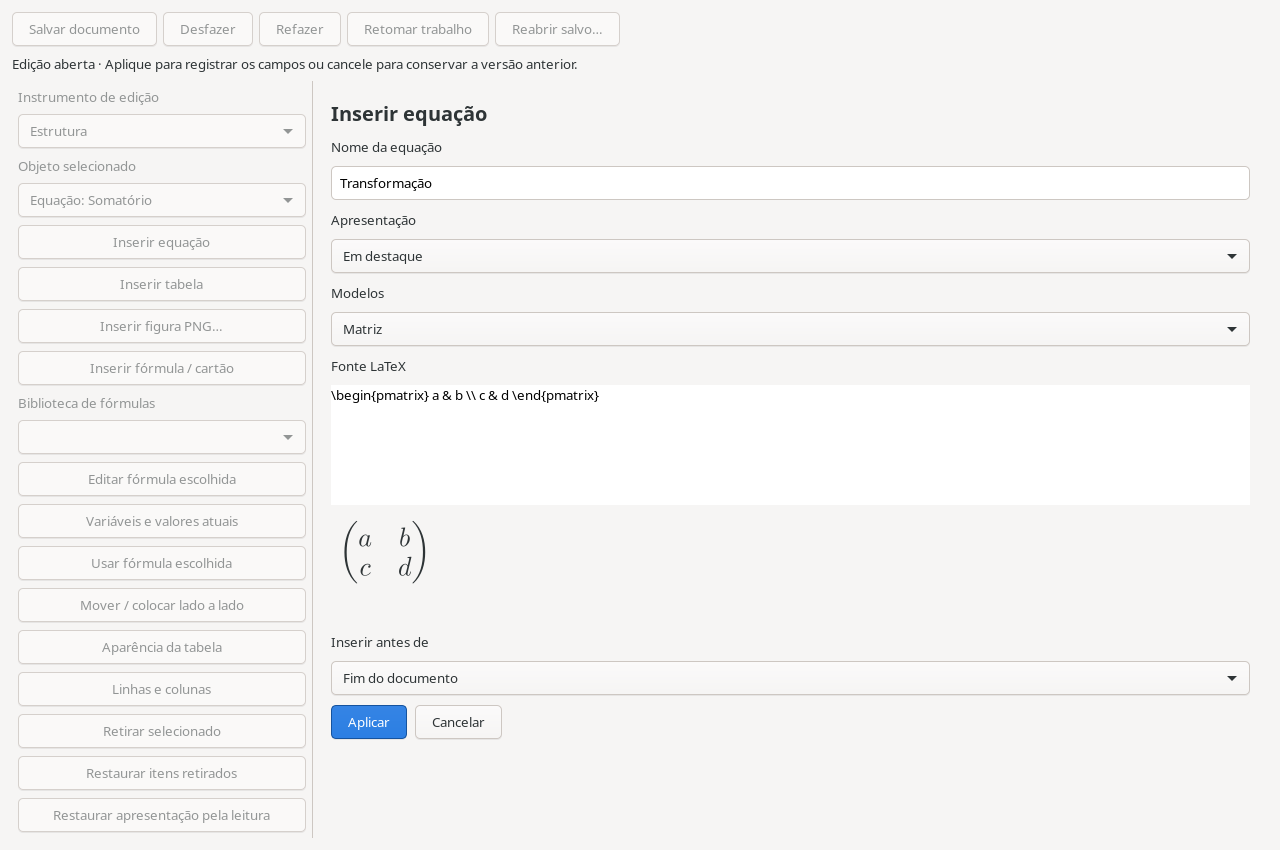 Salvar documento Desfazer Refazer Retomar trabalho Reabrir salvo...
Edição aberta · Aplique para registrar os campos ou cancele para conservar a versão anterior.
Instrumento de edição
Estrutura
Objeto selecionado
Equação: Somatório
Inserir equação
Inserir tabela
Inserir figura PNG...
Inserir fórmula / cartão
Biblioteca de fórmulas
Editar fórmula escolhida
Variáveis e valores atuais
Usar fórmula escolhida
Mover / colocar lado a lado
Aparência da tabela
Linhas e colunas
Retirar selecionado
Restaurar itens retirados
Restaurar apresentação pela leitura
Inserir equação
Nome da equação
Transformação
Apresentação
Em destaque
Modelos
Matriz
Fonte LaTeX
\begin{pmatrix} a & b \\ c & d \end{pmatrix}
a b
c d
Inserir antes de
Fim do documento
Aplicar Cancelar